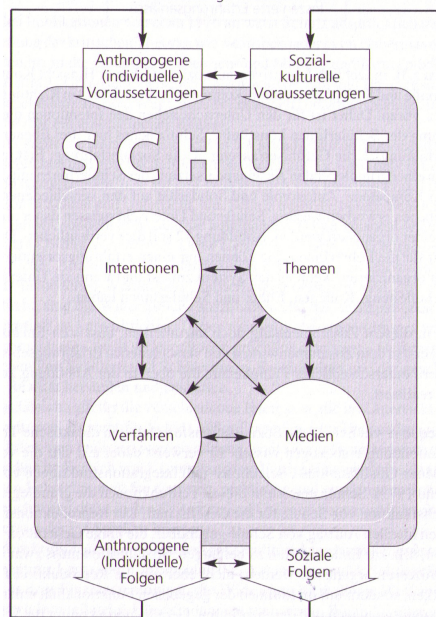 Anthropogene
(individuelle)
Voraussetzungen
Sozial-
kulturelle
Voraussetzungen
SCHULE
Intentionen
Themen
Verfahren
Medien
Anthropogene
(Individuelle)
Folgen
Soziale
Folgen